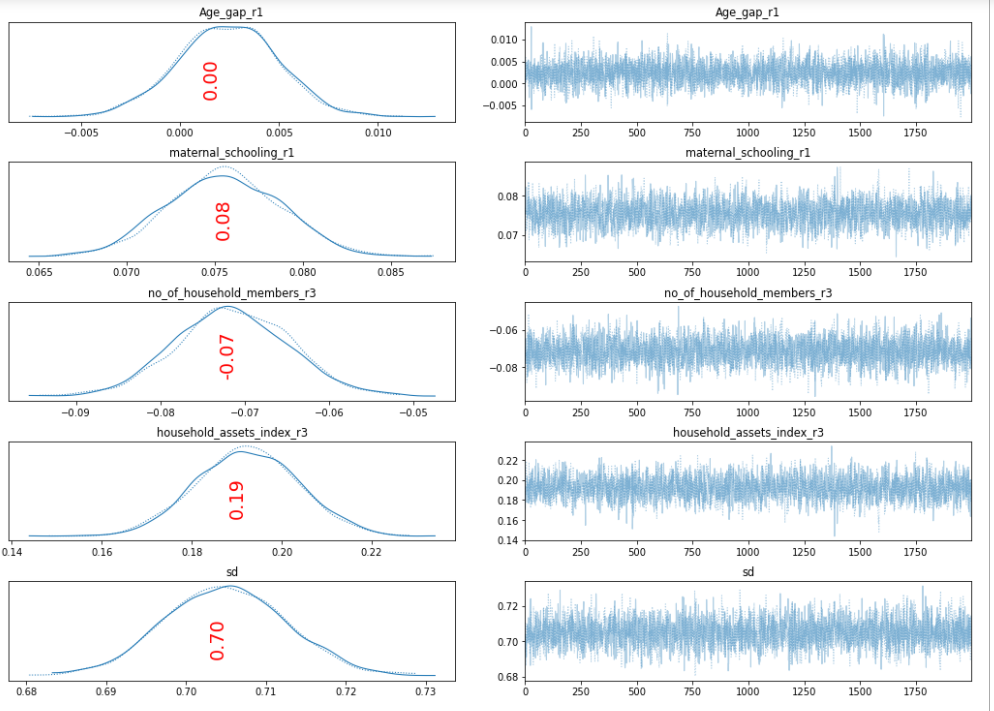 Age_gap_r1
Age_gap_r1
0.00
−0.005 0.000 0.005 0.010
0.010
0.005
0.000
−0.005
0 250 500 750 1000 1250 1500 1750
maternal_schooling_r1
maternal_schooling_r1
0.08
0.065 0.070 0.075 0.080 0.085
0.08
0.07
0 250 500 750 1000 1250 1500 1750
no_of_household_members_r3
no_of_household_members_r3
-0.07
−0.09 −0.08 −0.07 −0.06 −0.05
−0.06
−0.08
0 250 500 750 1000 1250 1500 1750
household_assets_index_r3
household_assets_index_r3
0.19
0.14 0.16 0.18 0.20 0.22
0.22
0.20
0.18
0.16
0.14
0 250 500 750 1000 1250 1500 1750
sd
sd
0.70
0.68 0.69 0.70 0.71 0.72 0.73
0.72
0.70
0.68
0 250 500 750 1000 1250 1500 1750